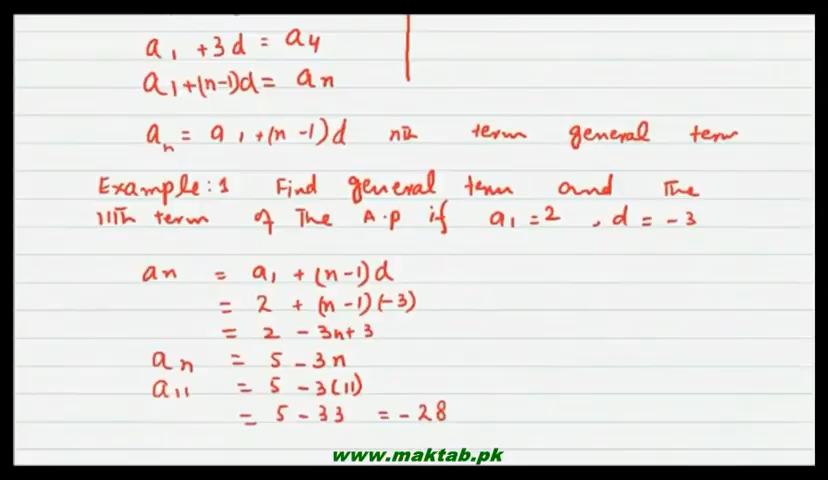 a₁ + 3d = a₄
a₁ + (n-1)d = aₙ
aₙ = a₁ + (n-1)d nth term general term
Example: 1 Find general term and the
11th term of the A.p if a₁ = 2 , d = -3
aₙ = a₁ + (n-1)d
= 2 + (n-1)(-3)
= 2 - 3n+3
aₙ = 5 - 3n
a₁₁ = 5 - 3(11)
= 5 - 33 = -28
www.maktab.pk